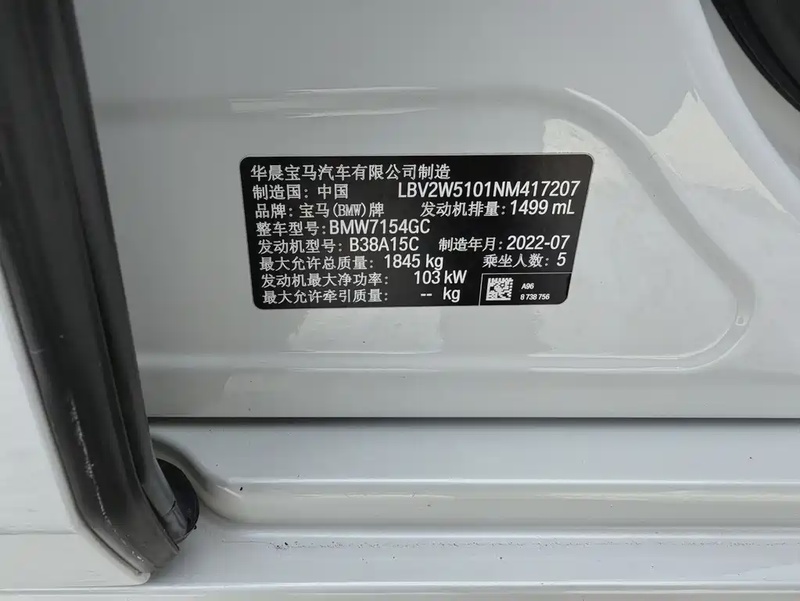 华晨宝马汽车有限公司制造
制造国: 中国 LBV2W5101NM417207
品牌: 宝马(BMW)牌 发动机排量: 1499 mL
整车型号: BMW7154GC
发动机型号: B38A15C 制造年月: 2022-07
最大允许总质量: 1845 kg 乘坐人数: 5
发动机最大净功率: 103 kW
最大允许牵引质量: -- kg
A96
8 738 756